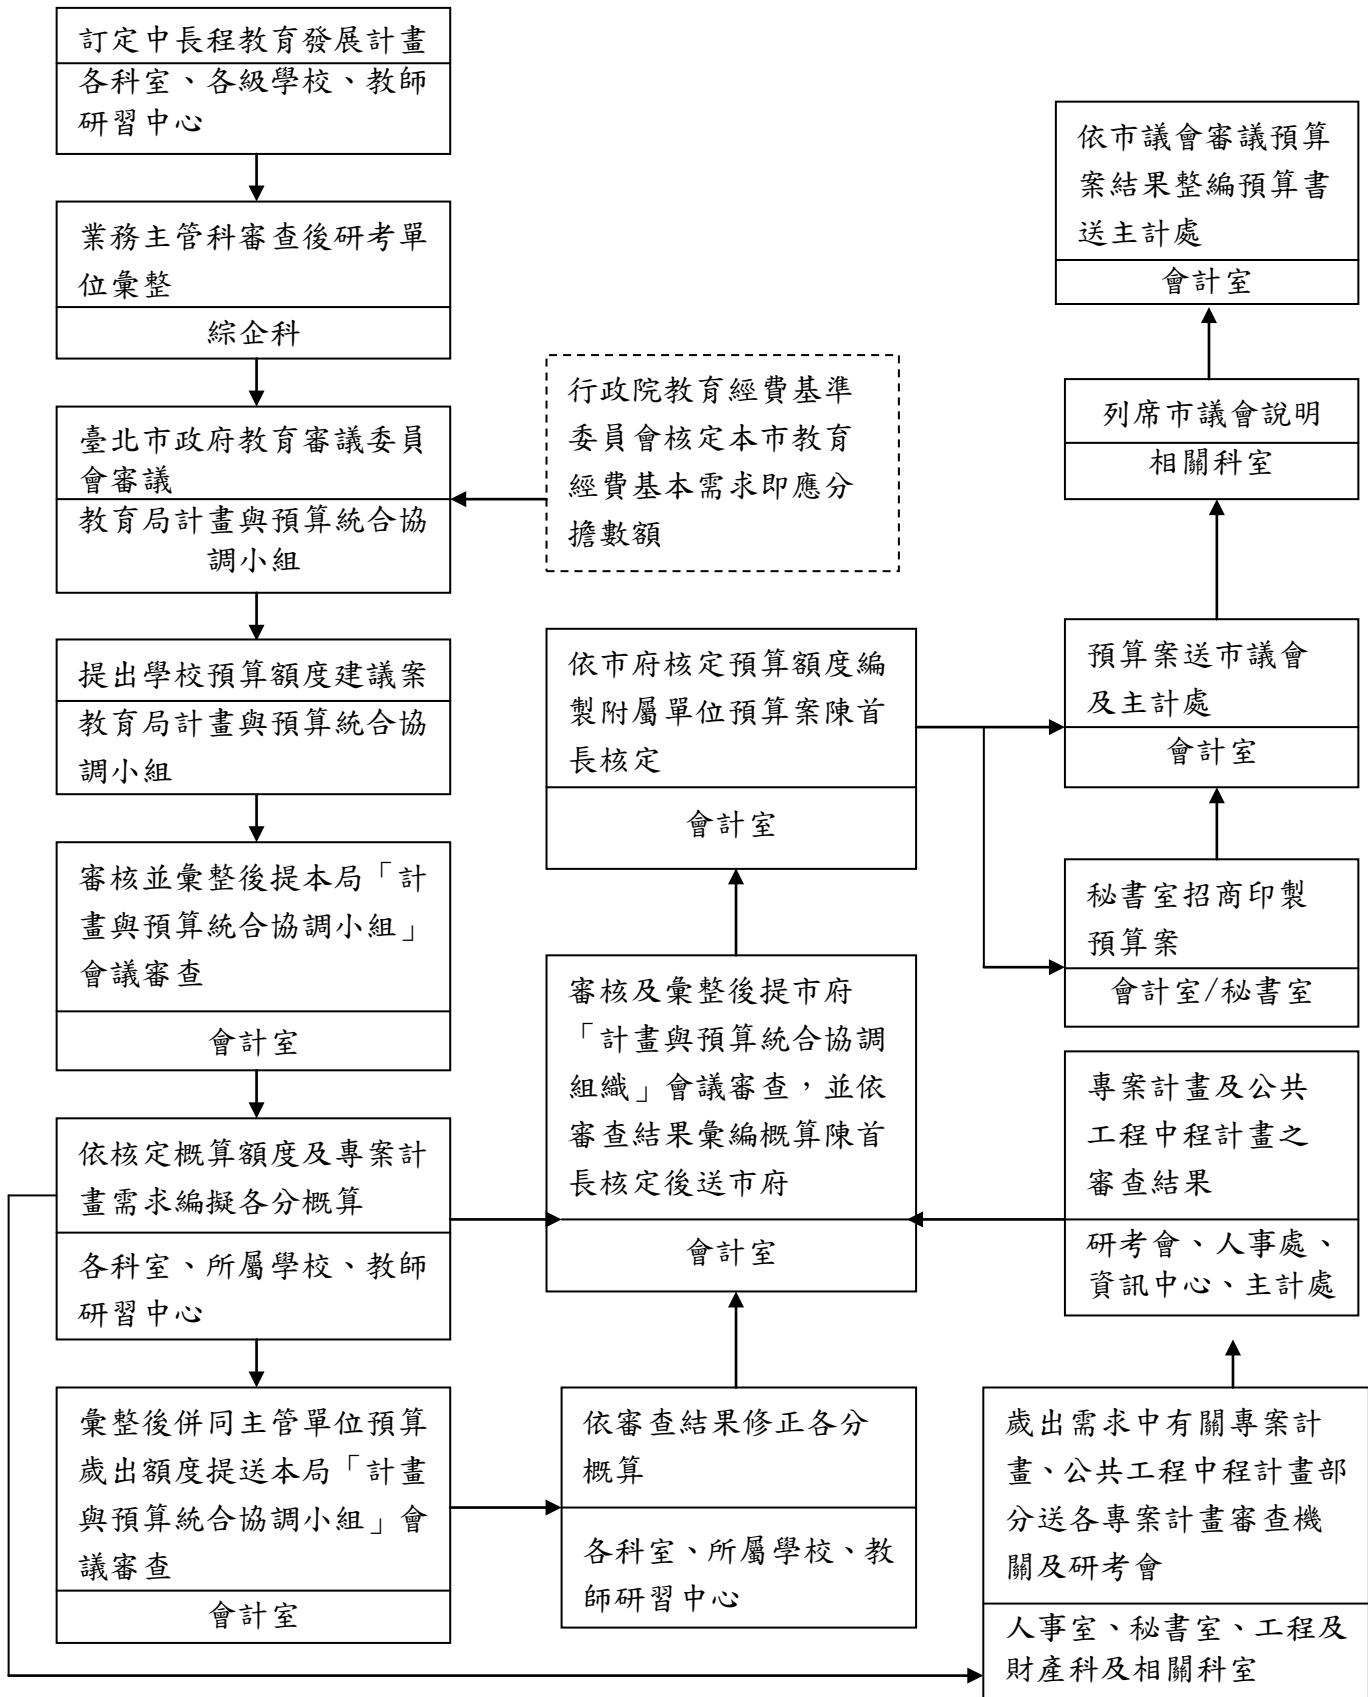 訂定中長程教育發展計畫
各科室、各級學校、教師
研習中心
業務主管科審查後研考單
位彙整
綜企科
臺北市政府教育審議委員
會審議
教育局計畫與預算統合協
調小組
提出學校預算額度建議案
教育局計畫與預算統合協
調小組
審核並彙整後提本局「計
畫與預算統合協調小組」
會議審查
會計室
依核定概算額度及專案計
畫需求編擬各分概算
各科室、所屬學校、教師
研習中心
彙整後併同主管單位預算
歲出額度提送本局「計畫
與預算統合協調小組」會
議審查
會計室
行政院教育經費基準
委員會核定本市教育
經費基本需求即應分
擔數額
依市府核定預算額度編
製附屬單位預算案陳首
長核定
會計室
審核及彙整後提市府
「計畫與預算統合協調
組織」會議審查,並依
審查結果彙編概算陳首
長核定後送市府
會計室
依審查結果修正各分
概算
各科室、所屬學校、教
師研習中心
依市議會審議預算
案結果整編預算書
送主計處
會計室
列席市議會說明
相關科室
預算案送市議會
及主計處
會計室
秘書室招商印製
預算案
會計室/秘書室
專案計畫及公共
工程中程計畫之
審查結果
研考會、人事處、
資訊中心、主計處
歲出需求中有關專案計
畫、公共工程中程計畫部
分送各專案計畫審查機
關及研考會
人事室、秘書室、工程及
財產科及相關科室